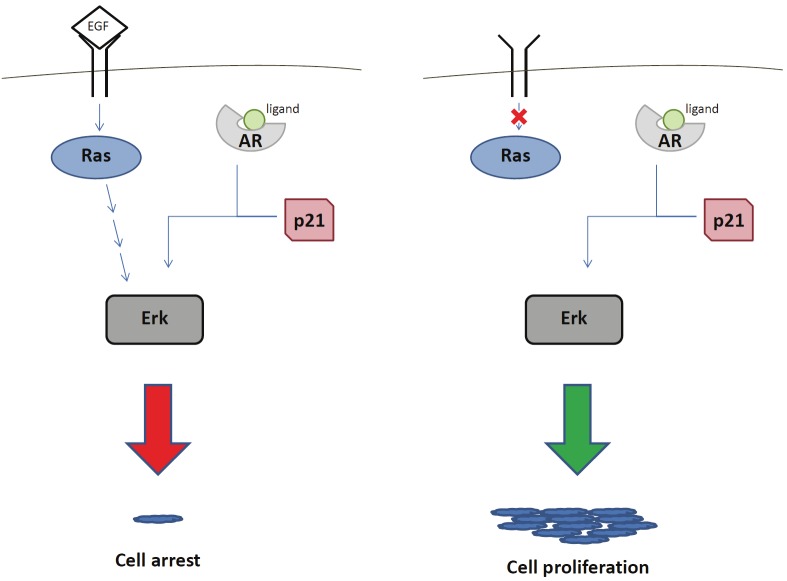 EGF
ligand
AR
Ras
p21
Erk
Cell arrest
ligand
AR
Ras
p21
Erk
Cell proliferation